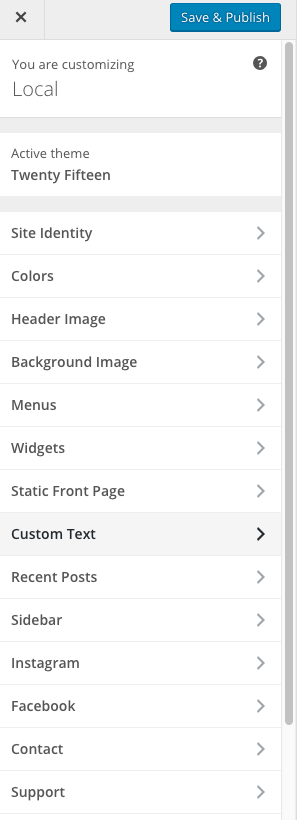 ×
Save & Publish
You are customizing
?
Local
Active theme
Twenty Fifteen
Site Identity
Colors
Header Image
Background Image
Menus
Widgets
Static Front Page
Custom Text
Recent Posts
Sidebar
Instagram
Facebook
Contact
Support